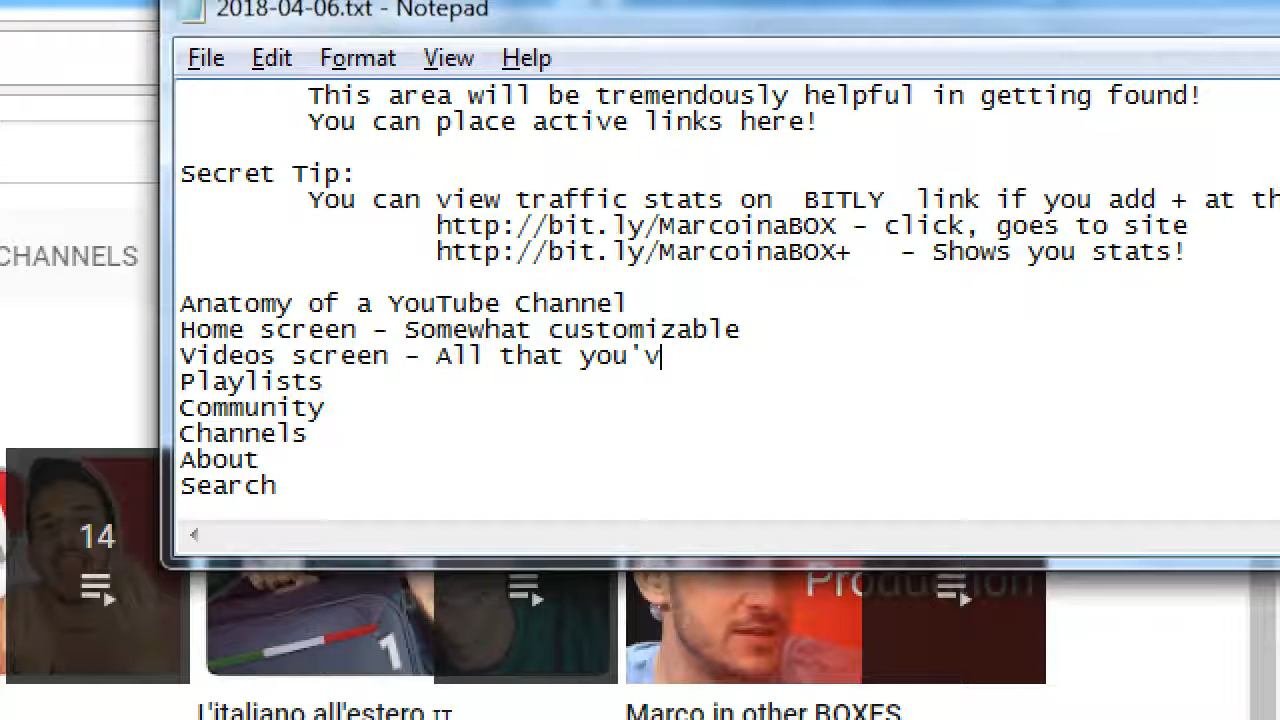 2018-04-06.txt - Notepad
File Edit Format View Help
This area will be tremendously helpful in getting found!
You can place active links here!
Secret Tip:
You can view traffic stats on BITLY link if you add + at th
http://bit.ly/MarcoinaBOX - click, goes to site
http://bit.ly/MarcoinaBOX+ - Shows you stats!
CHANNELS
Anatomy of a YouTube Channel
Home screen - Somewhat customizable
Videos screen - All that you'v
Playlists
Community
Channels
About
Search
14
1
Production
L'italiano all'estero IT
Marco in other BOXES